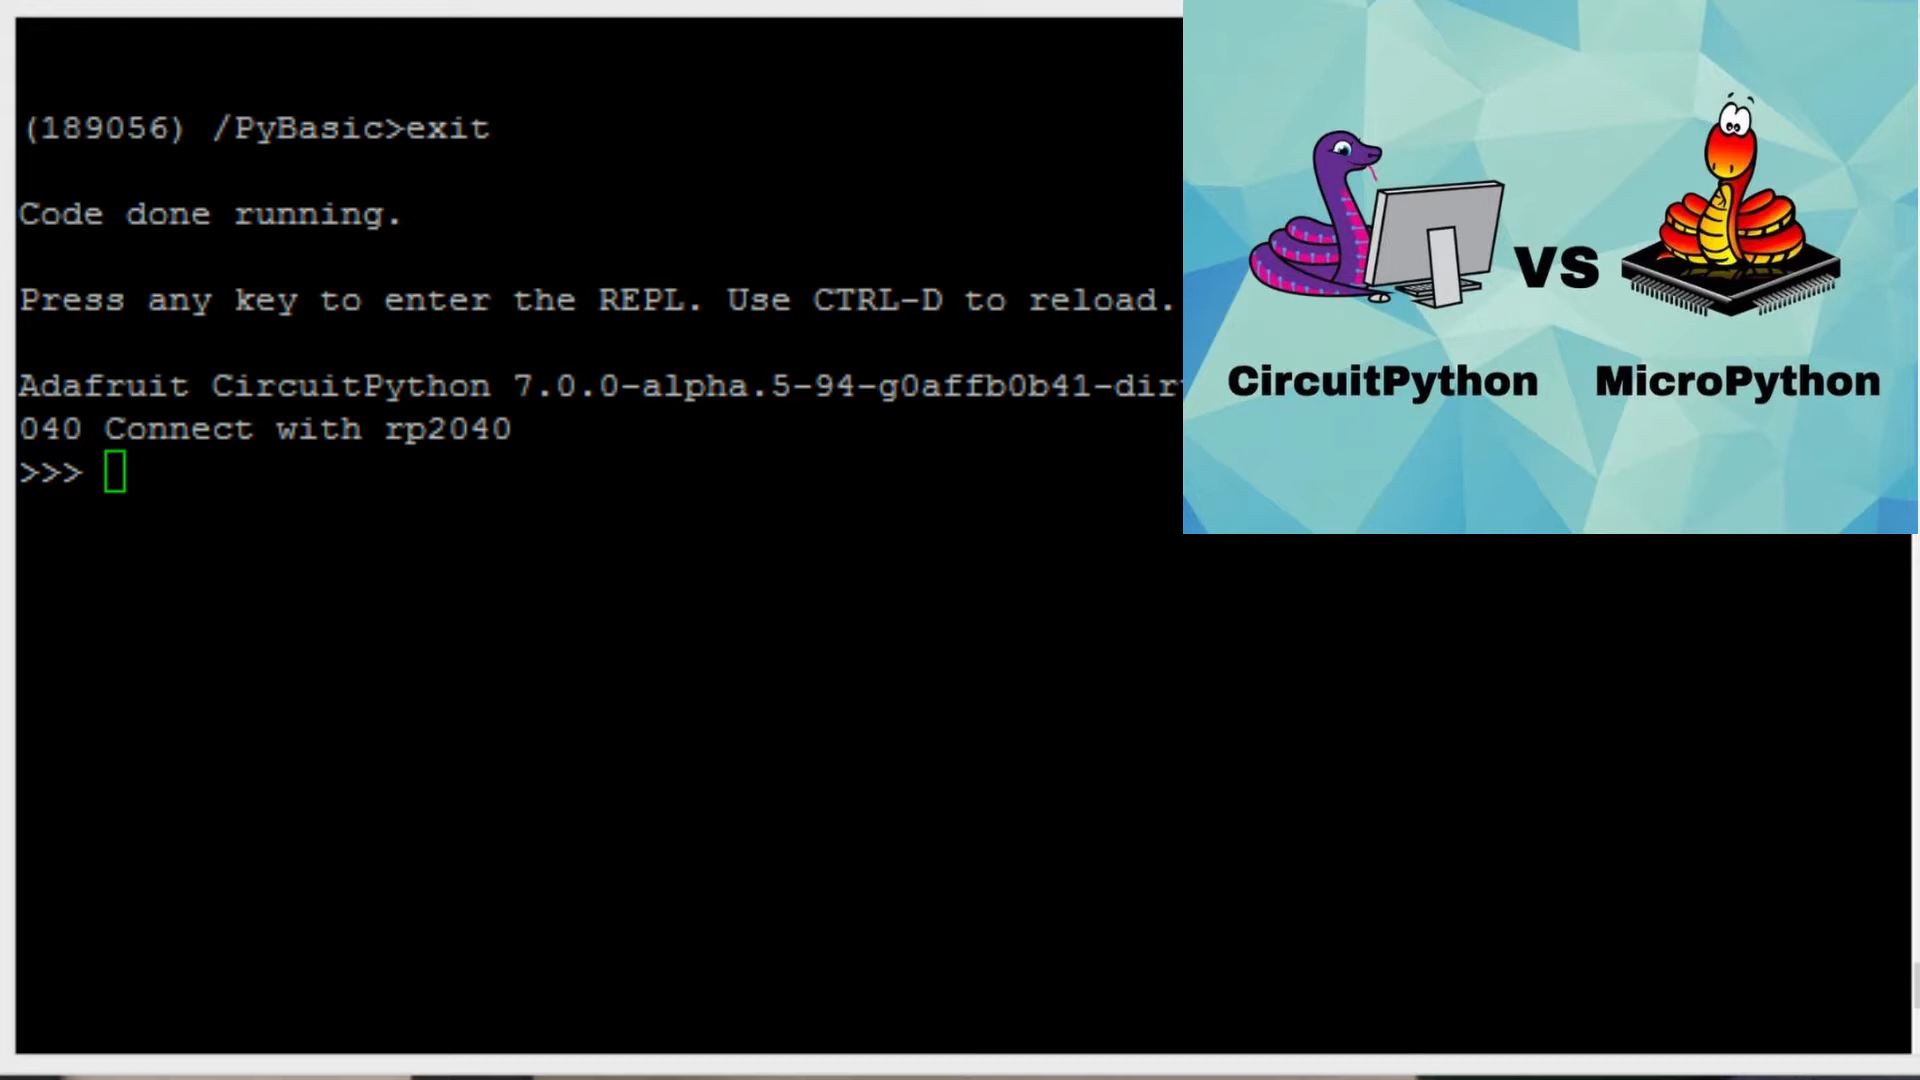 (189056) /PyBasic>exit
Code done running.
Press any key to enter the REPL. Use CTRL-D to reload.
Adafruit CircuitPython 7.0.0-alpha.5-94-g0affb0b41-dir
040 Connect with rp2040
>>>
VS
CircuitPython MicroPython